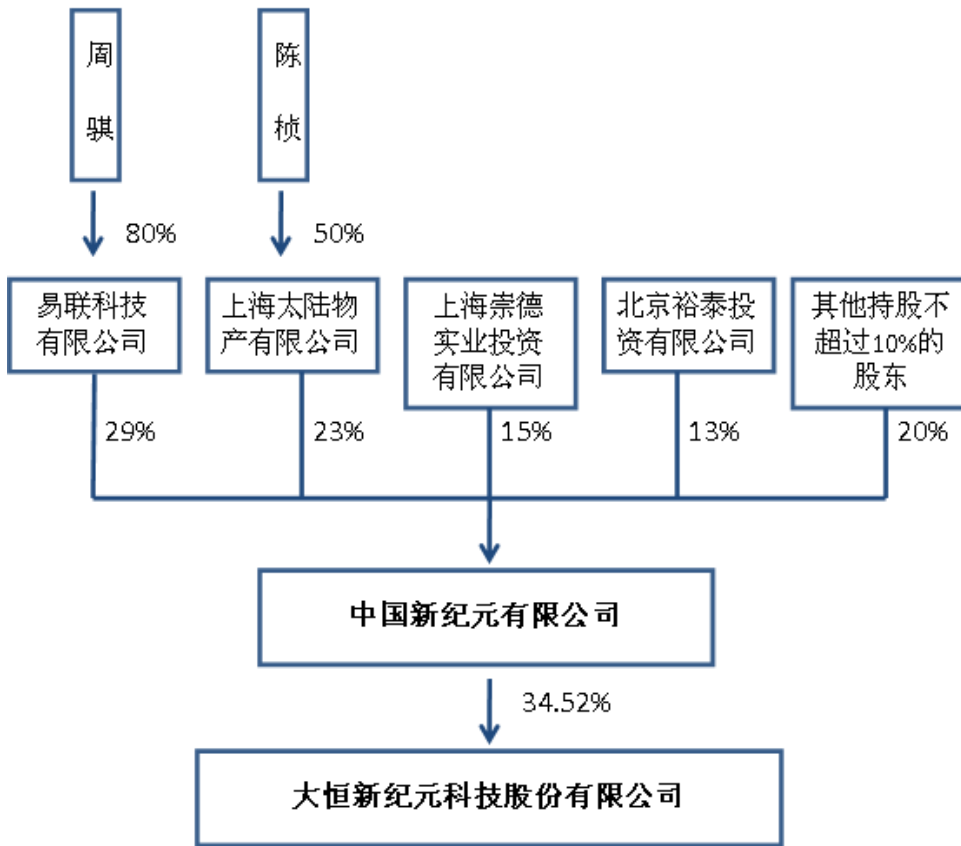 周骐
陈桢
80%
50%
易联科技
有限公司
上海太陆物
产有限公司
上海崇德
实业投资
有限公司
北京裕泰投
资有限公司
其他持股不
超过10%的
股东
29%
23%
15%
13%
20%
中国新纪元有限公司
34.52%
大恒新纪元科技股份有限公司